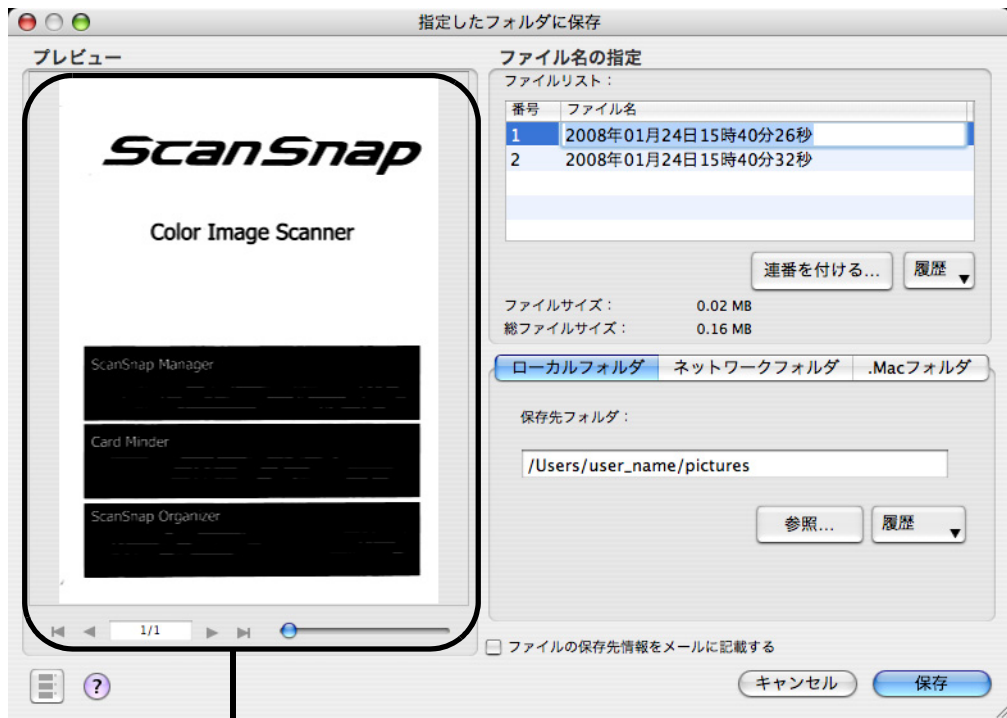 指定したフォルダに保存
プレビュー
ScanSnap
Color Image Scanner
ScanSnap Manager
Card Minder
ScanSnap Organizer
1/1
?
ファイル名の指定
ファイルリスト：
番号 ファイル名
1 2008年01月24日15時40分26秒
2 2008年01月24日15時40分32秒
連番を付ける... 履歴
ファイルサイズ： 0.02 MB
総ファイルサイズ： 0.16 MB
ローカルフォルダ ネットワークフォルダ .Macフォルダ
保存先フォルダ：
/Users/user_name/pictures
参照... 履歴
ファイルの保存先情報をメールに記載する
キャンセル 保存